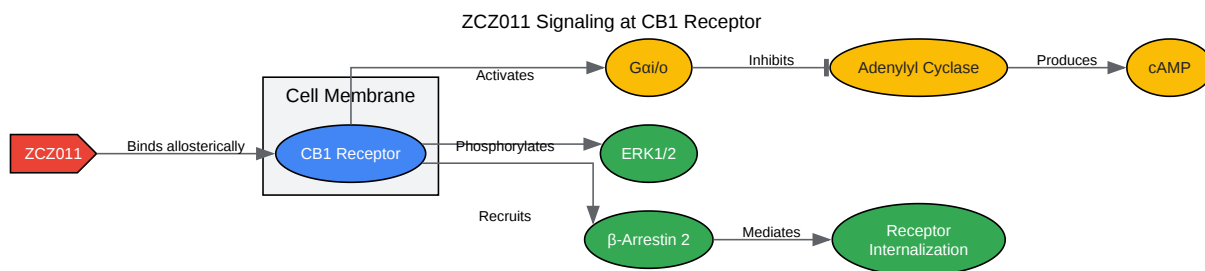 ZCZ011 Signaling at CB1 Receptor
Cell Membrane
ZCZ011
Binds allosterically
CB1 Receptor
Activates
Gαi/o
Inhibits
Adenylyl Cyclase
Produces
cAMP
Phosphorylates
ERK1/2
Recruits
β-Arrestin 2
Mediates
Receptor
Internalization